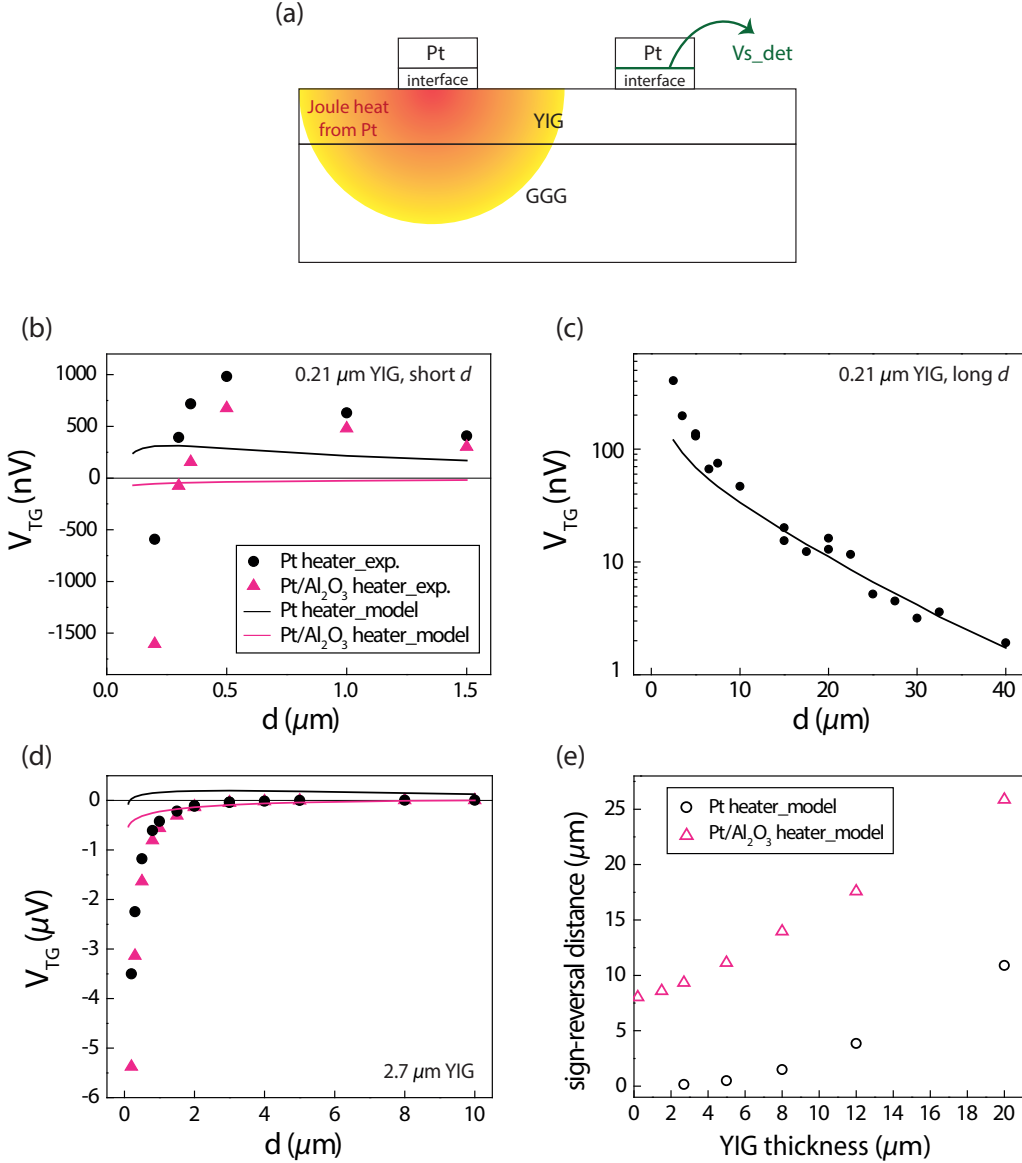 (a)
Pt
Pt
Vs_det
interface
interface
Joule heat
from Pt
YIG
GGG
(b)
0.21 µm YIG, short d
1000
500
0
-500
-1000
-1500
V_TG (nV)
Pt heater_exp.
Pt/Al₂O₃ heater_exp.
Pt heater_model
Pt/Al₂O₃ heater_model
0.0 0.5 1.0 1.5
d (µm)
(c)
0.21 µm YIG, long d
100
10
1
V_TG (nV)
0 10 20 30 40
d (µm)
(d)
0
-1
-2
-3
-4
-5
-6
V_TG (µV)
2.7 µm YIG
0 2 4 6 8 10
d (µm)
(e)
Pt heater_model
Pt/Al₂O₃ heater_model
25
20
15
10
5
0
sign-reversal distance (µm)
0 2 4 6 8 10 12 14 16 18 20
YIG thickness (µm)